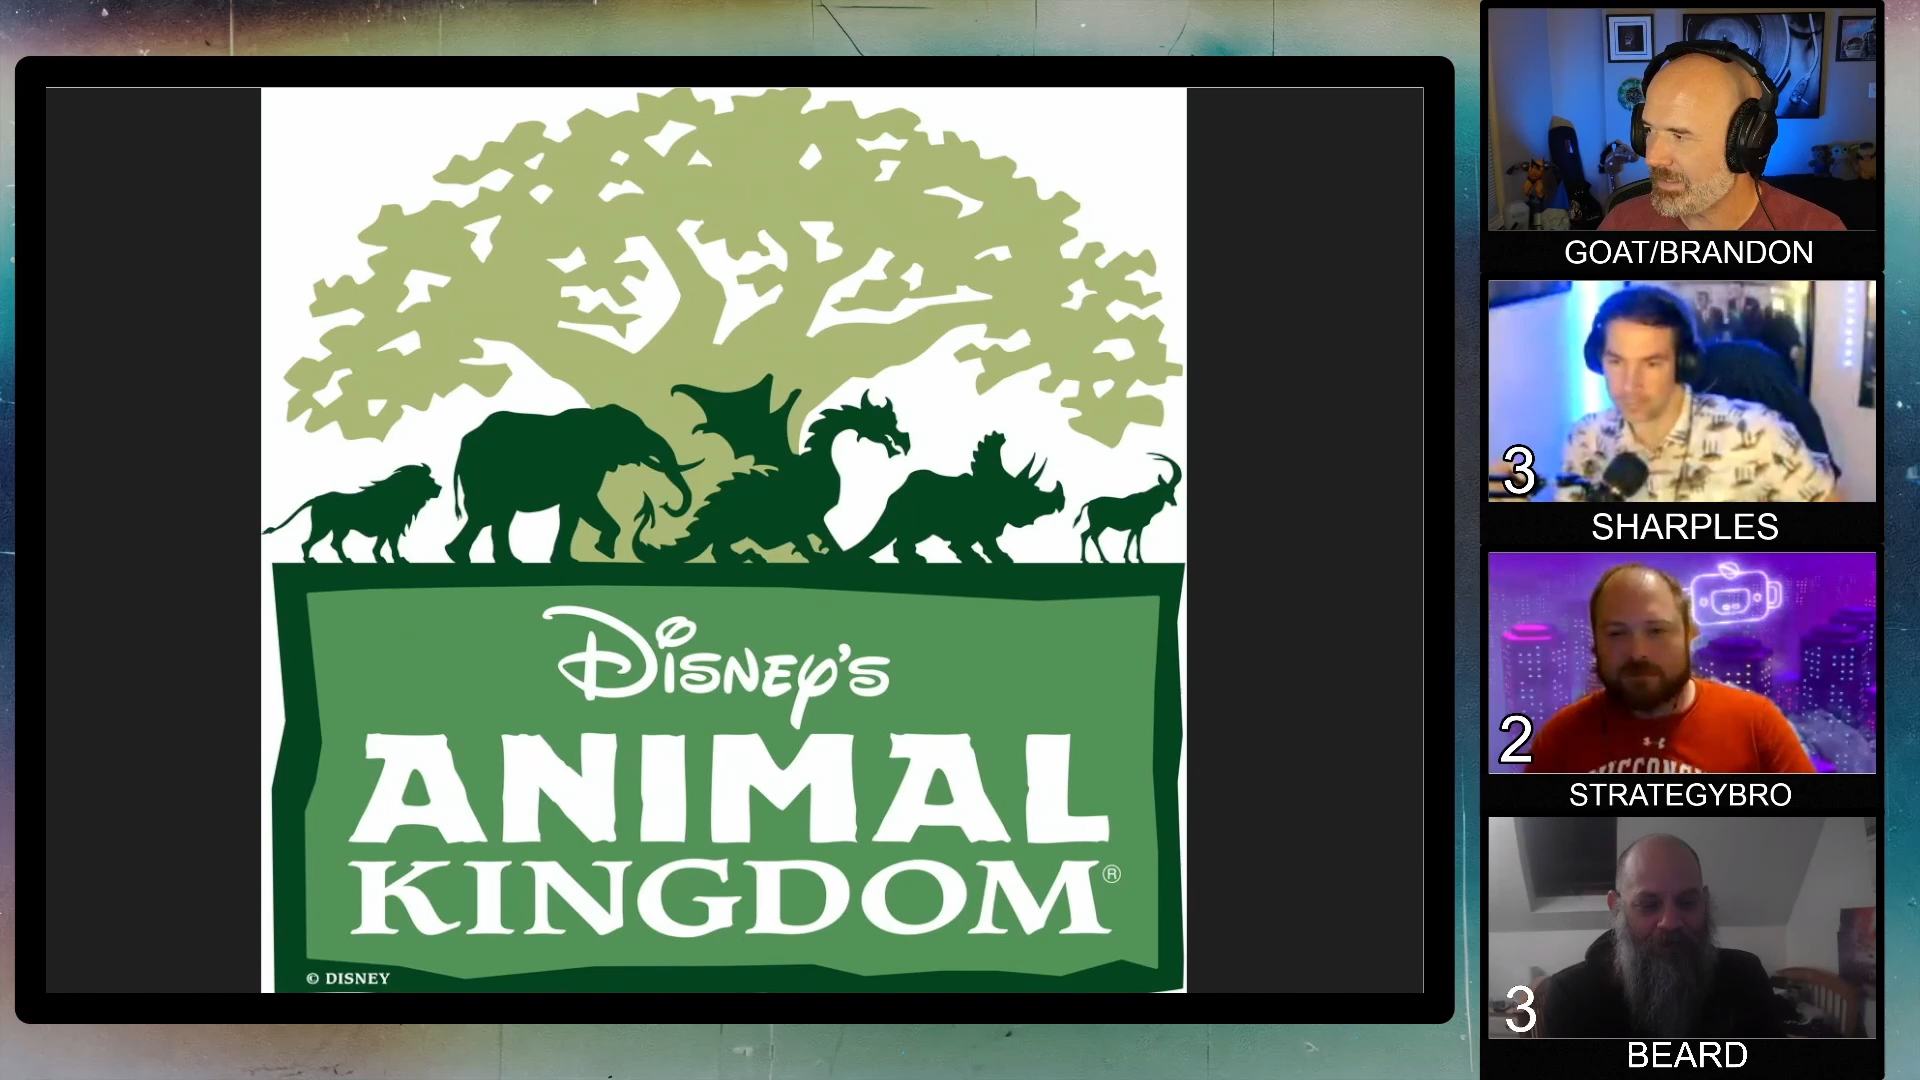 DISNEY'S
ANIMAL
KINGDOM®
© DISNEY
GOAT/BRANDON
3
SHARPLES
2
STRATEGYBRO
3
BEARD